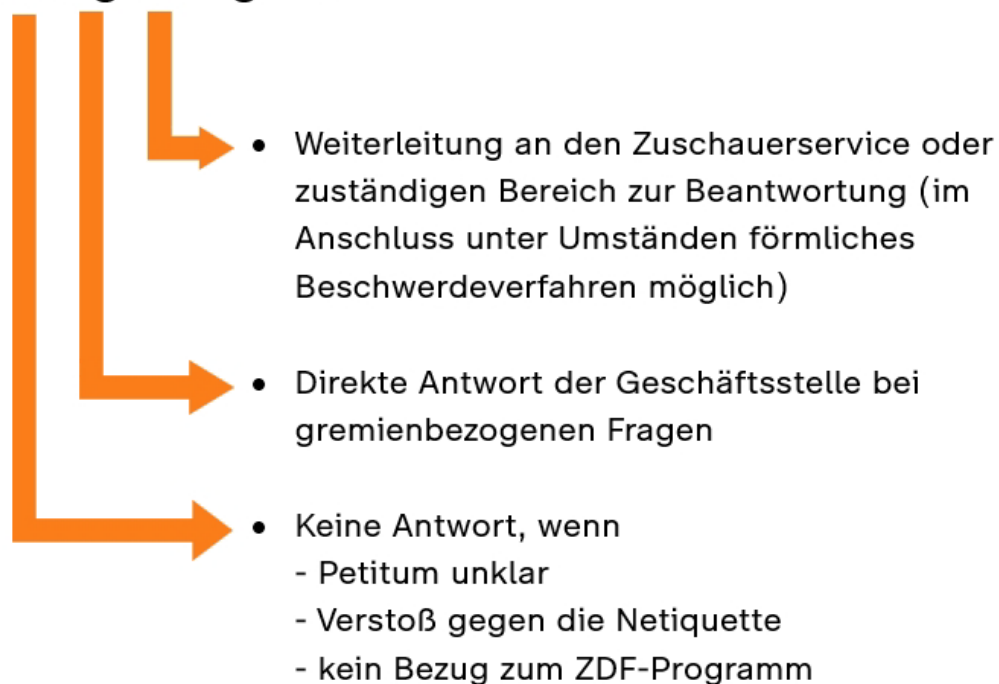 • Weiterleitung an den Zuschauerservice oder
zuständigen Bereich zur Beantwortung (im
Anschluss unter Umständen förmliches
Beschwerdeverfahren möglich)
• Direkte Antwort der Geschäftsstelle bei
gremienbezogenen Fragen
• Keine Antwort, wenn
- Petitum unklar
- Verstoß gegen die Netiquette
- kein Bezug zum ZDF-Programm